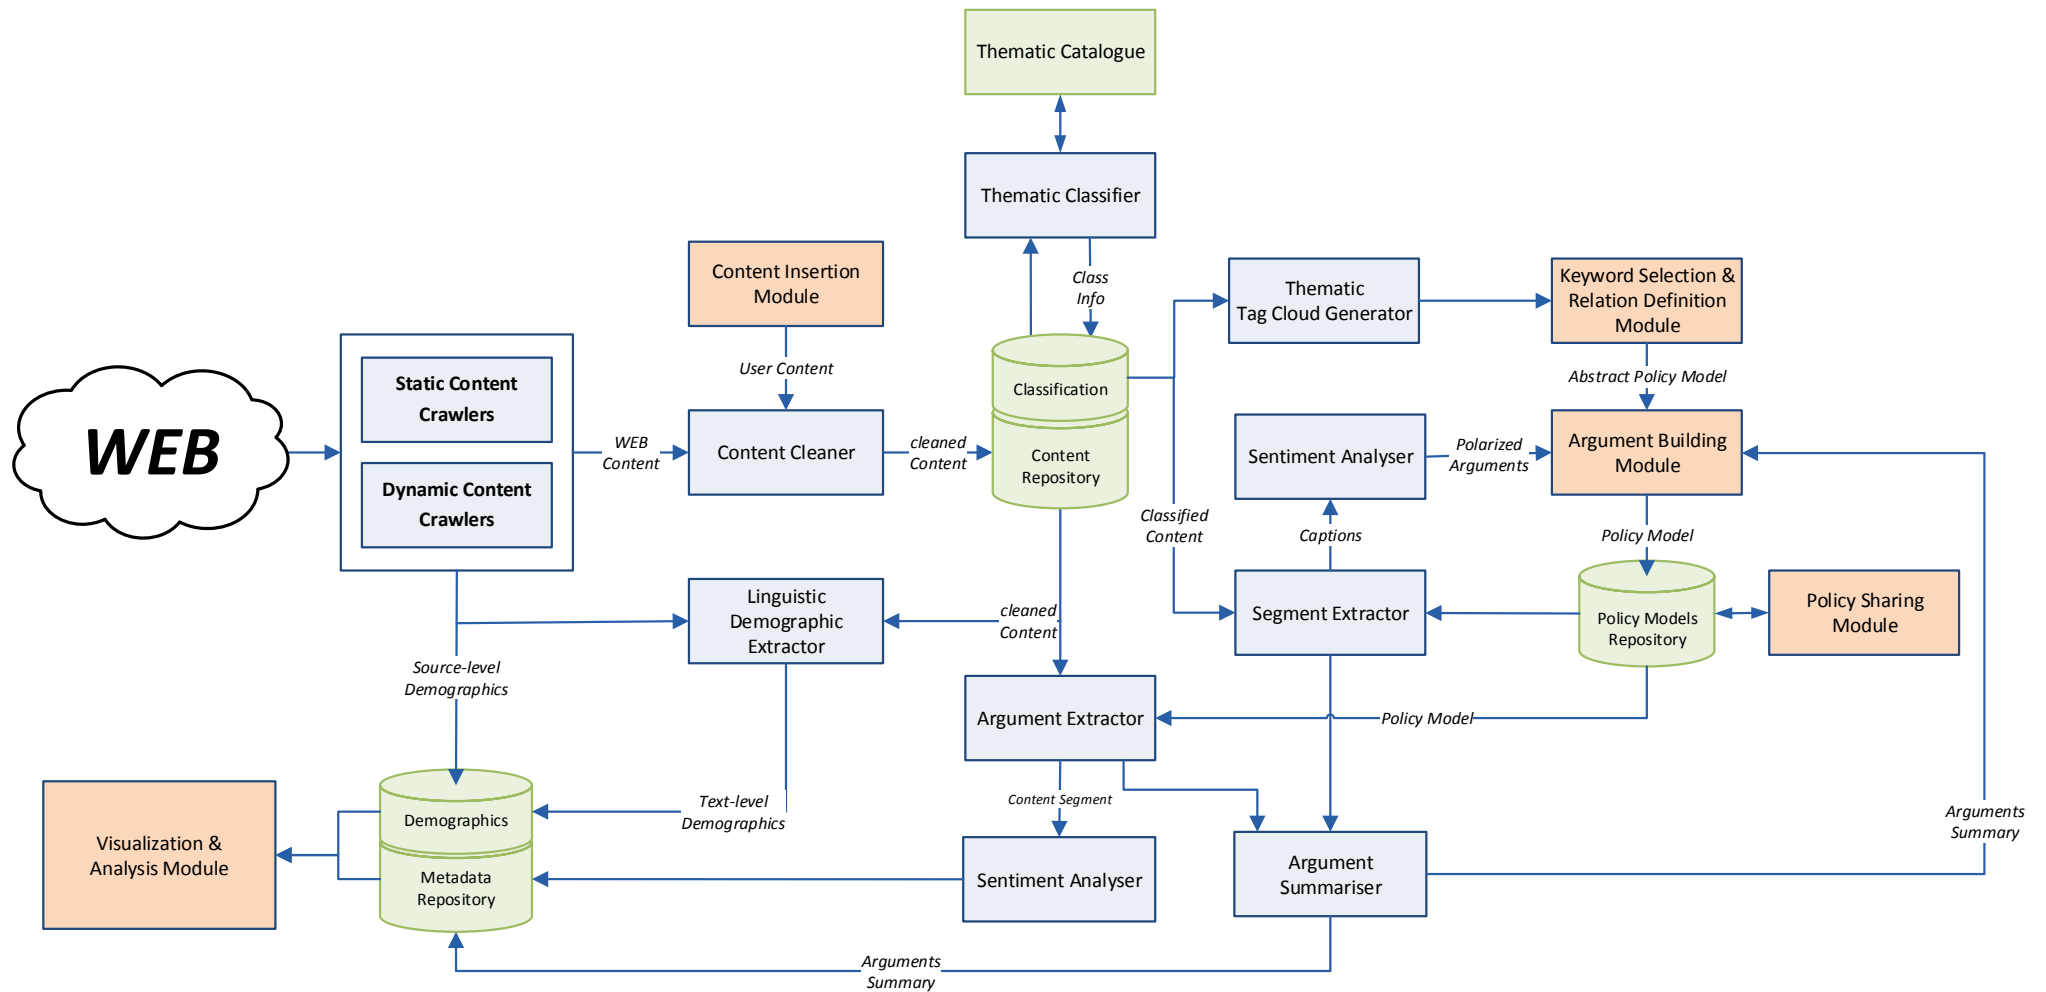 Thematic Catalogue
Thematic Classifier
Content Insertion
Module
Class
Info
Thematic
Tag Cloud Generator
Keyword Selection &
Relation Definition
Module
User Content
Classification
Abstract Policy Model
Static Content
Crawlers
WEB
WEB
Content
Content Cleaner
cleaned
Content
Content
Repository
Sentiment Analyser
Polarized
Arguments
Argument Building
Module
Dynamic Content
Crawlers
Classified
Content
Captions
Policy Model
Linguistic
Demographic
Extractor
cleaned
Content
Segment Extractor
Policy Models
Repository
Policy Sharing
Module
Source-level
Demographics
Argument Extractor
Policy Model
Content Segment
Text-level
Demographics
Demographics
Arguments
Summary
Visualization &
Analysis Module
Metadata
Repository
Sentiment Analyser
Argument
Summariser
Arguments
Summary